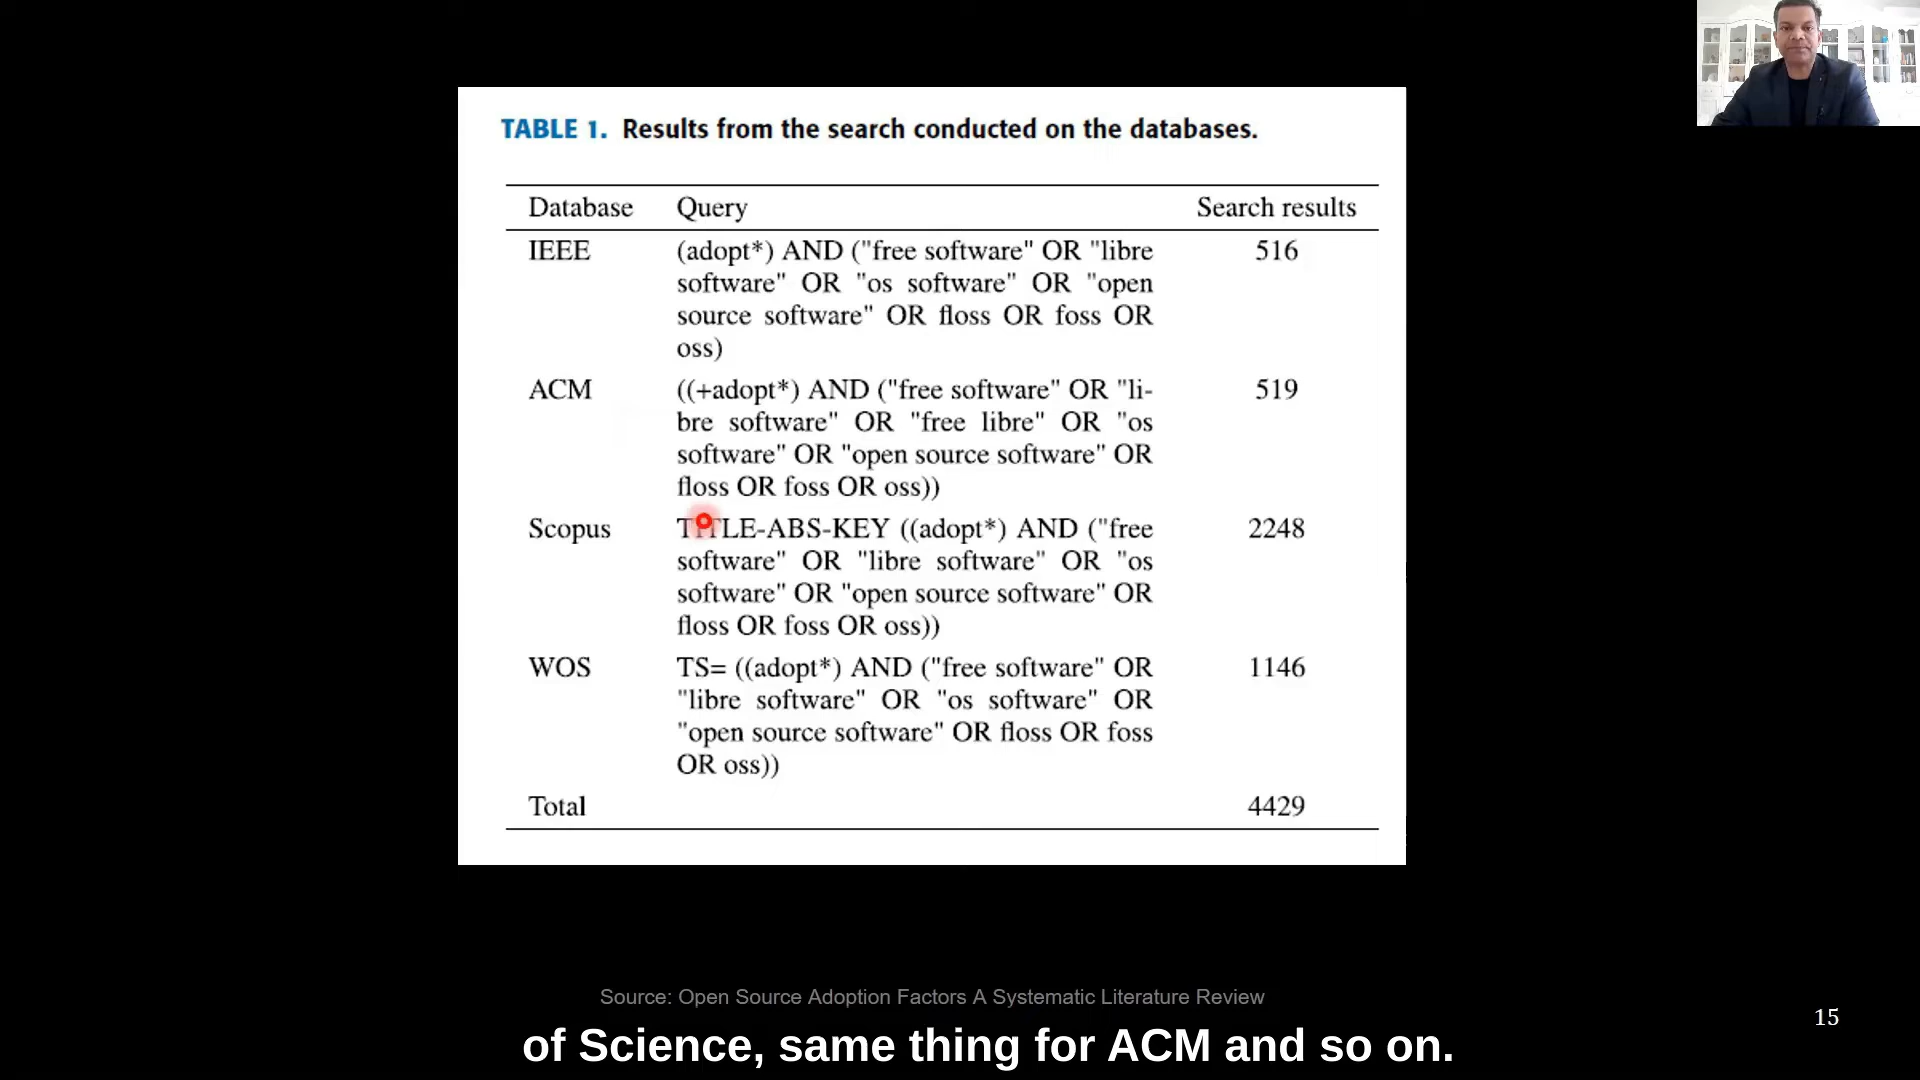 TABLE 1. Results from the search conducted on the databases.
Database Query Search results
IEEE (adopt*) AND ("free software" OR "libre 516
software" OR "os software" OR "open
source software" OR floss OR foss OR
oss)
ACM ((+adopt*) AND ("free software" OR "li- 519
bre software" OR "free libre" OR "os
software" OR "open source software" OR
floss OR foss OR oss))
Scopus TITLE-ABS-KEY ((adopt*) AND ("free 2248
software" OR "libre software" OR "os
software" OR "open source software" OR
floss OR foss OR oss))
WOS TS= ((adopt*) AND ("free software" OR 1146
"libre software" OR "os software" OR
"open source software" OR floss OR foss
OR oss))
Total 4429
Source: Open Source Adoption Factors A Systematic Literature Review
15
of Science, same thing for ACM and so on.